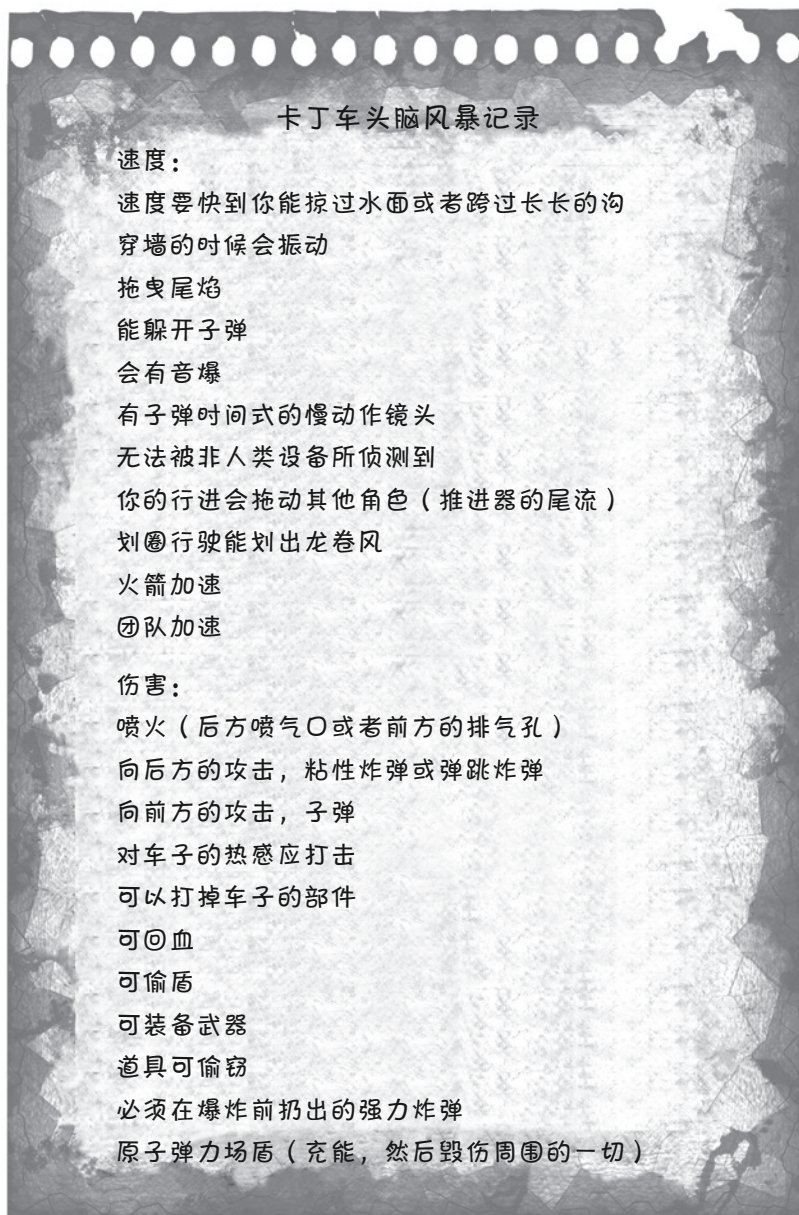 卡丁车头脑风暴记录
速度：
速度要快到你能掠过水面或者跨过长长的沟
穿墙的时候会振动
拖曳尾焰
能躲开子弹
会有音爆
有子弹时间式的慢动作镜头
无法被非人类设备所侦测到
你的行进会拖动其他角色（推进器的尾流）
划圈行驶能划出龙卷风
火箭加速
团队加速
伤害：
喷火（后方喷气口或者前方的排气孔）
向后方的攻击，粘性炸弹或弹跳炸弹
向前方的攻击，子弹
对车子的热感应打击
可以打掉车子的部件
可回血
可偷盾
可装备武器
道具可偷窃
必须在爆炸前扔出的强力炸弹
原子弹力场盾（充能，然后毁伤周围的一切）